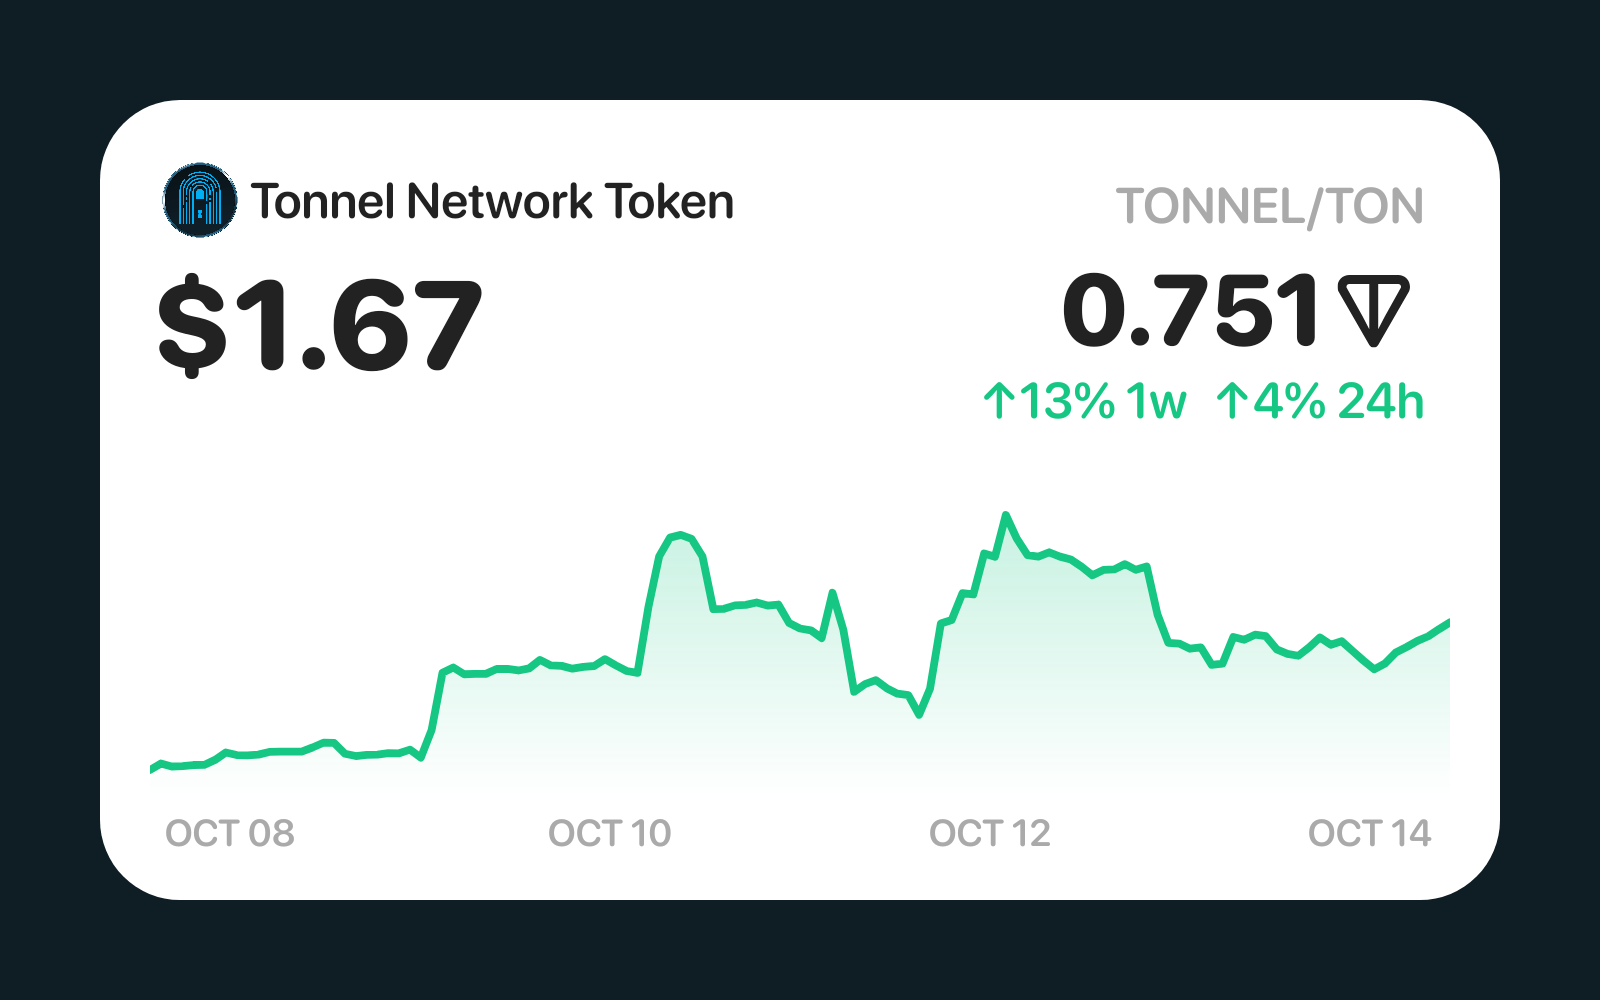 Tonnel Network Token
TONNEL/TON
$1.67
0.751
↑13% 1w ↑4% 24h
OCT 08
OCT 10
OCT 12
OCT 14